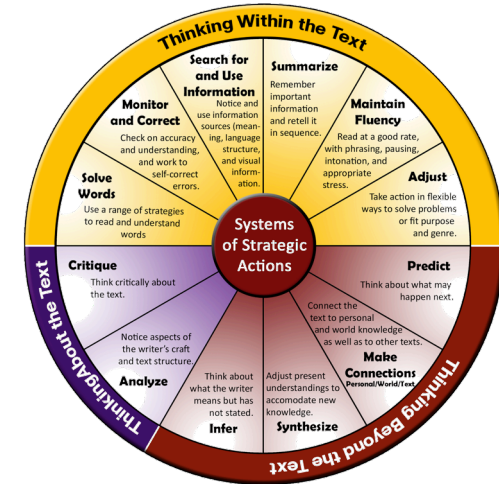 Thinking Within the Text
Solve
Words
Use a range of strategies
to read and understand
words
Monitor
and Correct
Check on accuracy
and understanding,
and work to
self-correct
errors.
Search for
and Use
Information
Notice and
use information
sources (mean-
ing, language
structure,
and visual
inform-
ation.
Summarize
Remember
important
information
and retell it
in sequence.
Maintain
Fluency
Read at a good rate,
with phrasing, pausing,
intonation, and
appropriate
stress.
Adjust
Take action in flexible
ways to solve problems
or fit purpose
and genre.
Systems
of Strategic
Actions
Thinking Beyond the Text
Predict
Think about what may
happen next.
Connect the
text to personal
and world knowledge
as well as to other texts.
Make
Connections
Personal/World/Text
Adjust present
understandings to
accomodate new
knowledge.
Synthesize
Think about
what the writer
means but has
not stated.
Infer
ThinkingAbout the Text
Notice aspects of
the writer's craft
and text structure.
Analyze
Critique
Think critically about
the text.